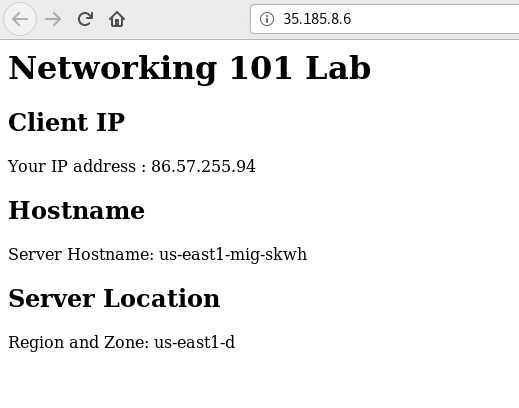 35.185.8.6
Networking 101 Lab
Client IP
Your IP address : 86.57.255.94
Hostname
Server Hostname: us-east1-mig-skwh
Server Location
Region and Zone: us-east1-d